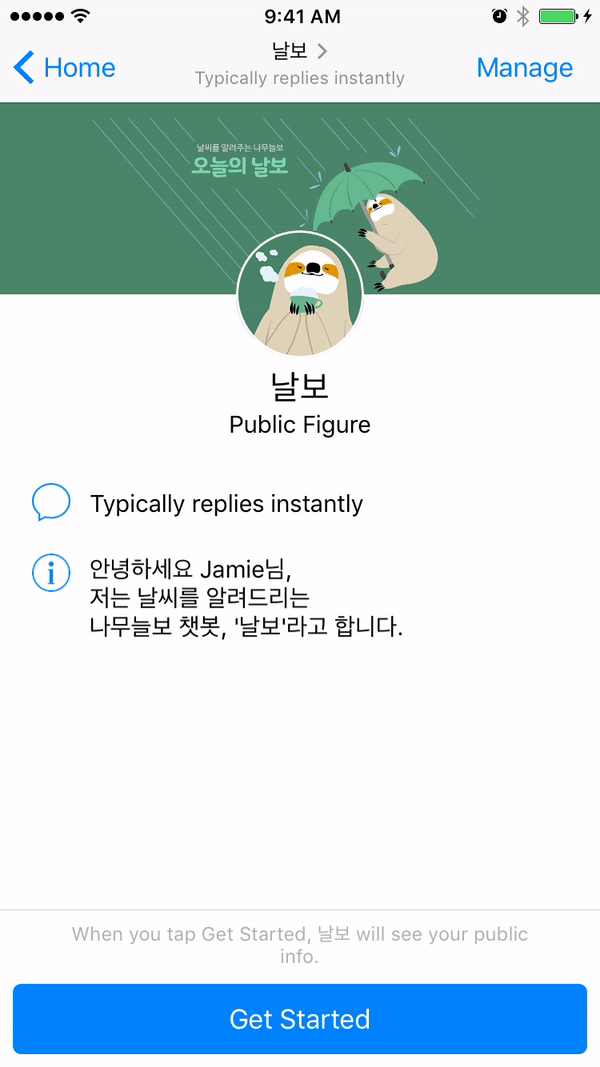 9:41 AM
Home
날보
Typically replies instantly
Manage
날씨를 알려주는 나무늘보
오늘의 날보
날보
Public Figure
Typically replies instantly
안녕하세요 Jamie님,
저는 날씨를 알려드리는
나무늘보 챗봇, '날보'라고 합니다.
When you tap Get Started, 날보 will see your public
info.
Get Started